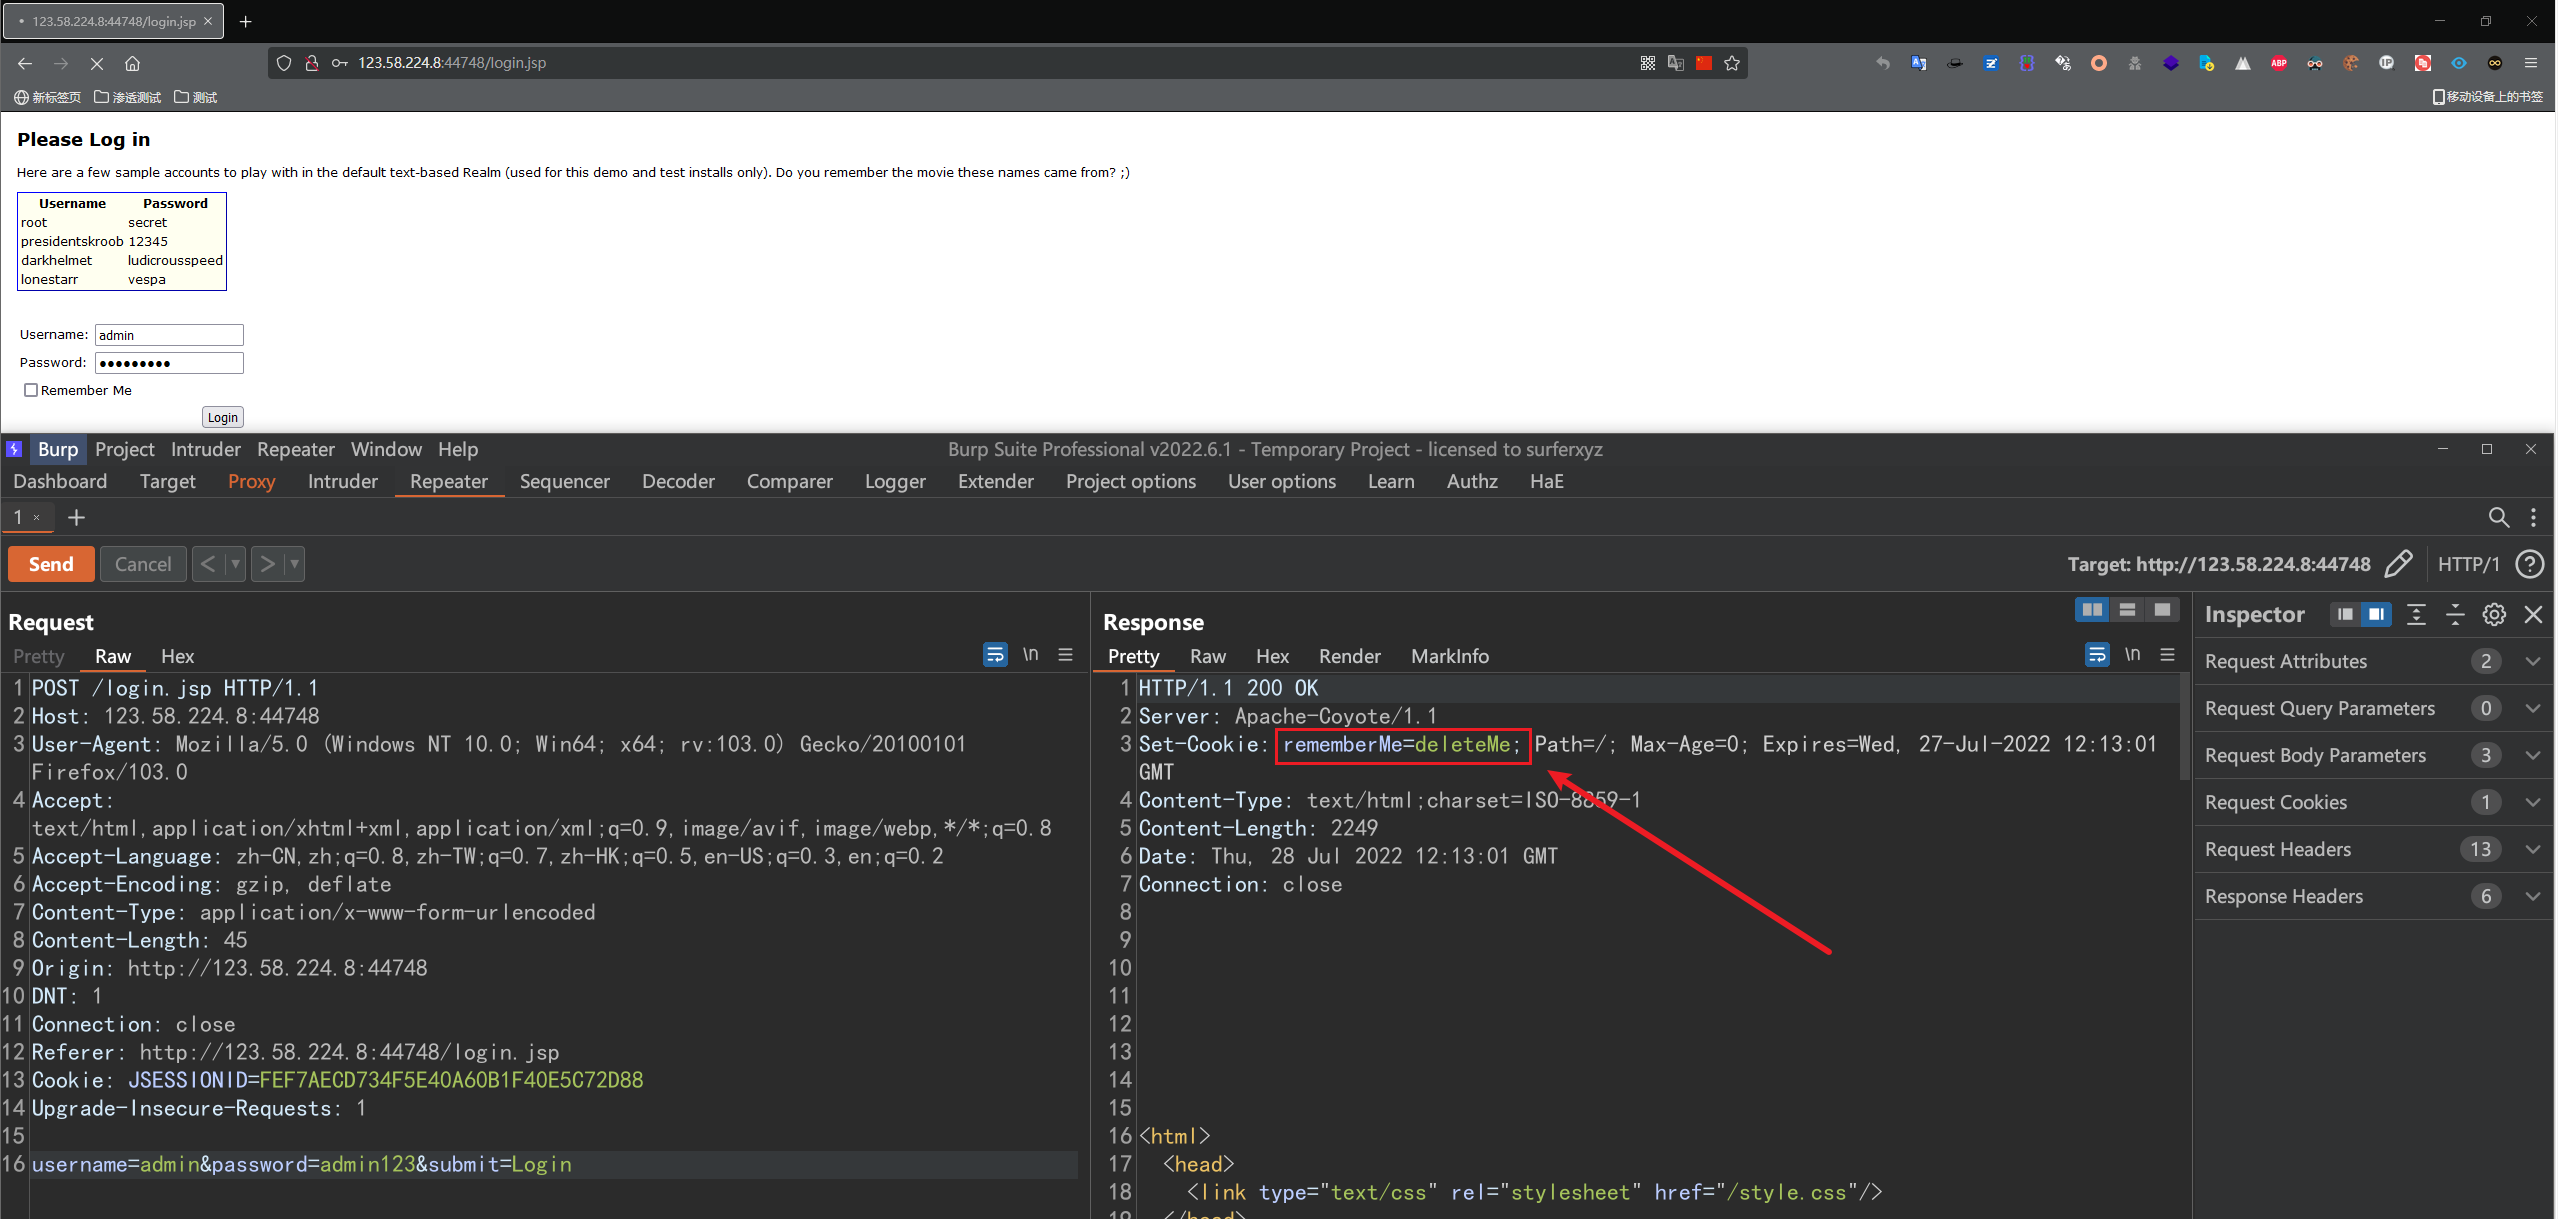 123.58.224.8:44748/login.jsp
123.58.224.8:44748/login.jsp
新标签页 渗透测试 测试 移动设备上的书签
Please Log in
Here are a few sample accounts to play with in the default text-based Realm (used for this demo and test installs only). Do you remember the movie these names came from? ;)
Username Password
root secret
presidentskroob 12345
darkhelmet ludicrousspeed
lonestarr vespa
Username: admin
Password: •••••••••
Remember Me
Login
Burp Project Intruder Repeater Window Help Burp Suite Professional v2022.6.1 - Temporary Project - licensed to surferxyz
Dashboard Target Proxy Intruder Repeater Sequencer Decoder Comparer Logger Extender Project options User options Learn Authz HaE
1 × +
Send Cancel < > Target: http://123.58.224.8:44748 HTTP/1 ?
Request
Pretty Raw Hex \n
1 POST /login.jsp HTTP/1.1
2 Host: 123.58.224.8:44748
3 User-Agent: Mozilla/5.0 (Windows NT 10.0; Win64; x64; rv:103.0) Gecko/20100101
Firefox/103.0
4 Accept:
text/html,application/xhtml+xml,application/xml;q=0.9,image/avif,image/webp,*/*;q=0.8
5 Accept-Language: zh-CN,zh;q=0.8,zh-TW;q=0.7,zh-HK;q=0.5,en-US;q=0.3,en;q=0.2
6 Accept-Encoding: gzip, deflate
7 Content-Type: application/x-www-form-urlencoded
8 Content-Length: 45
9 Origin: http://123.58.224.8:44748
10 DNT: 1
11 Connection: close
12 Referer: http://123.58.224.8:44748/login.jsp
13 Cookie: JSESSIONID=FEF7AECD734F5E40A60B1F40E5C72D88
14 Upgrade-Insecure-Requests: 1
15
16 username=admin&password=admin123&submit=Login
Response
Pretty Raw Hex Render MarkInfo \n
1 HTTP/1.1 200 OK
2 Server: Apache-Coyote/1.1
3 Set-Cookie: rememberMe=deleteMe; Path=/; Max-Age=0; Expires=Wed, 27-Jul-2022 12:13:01
GMT
4 Content-Type: text/html;charset=ISO-8859-1
5 Content-Length: 2249
6 Date: Thu, 28 Jul 2022 12:13:01 GMT
7 Connection: close
8
9
10
11
12
13
14
15
16 <html>
17 <head>
18 <link type="text/css" rel="stylesheet" href="/style.css"/>
19 </head>
Inspector
Request Attributes 2
Request Query Parameters 0
Request Body Parameters 3
Request Cookies 1
Request Headers 13
Response Headers 6